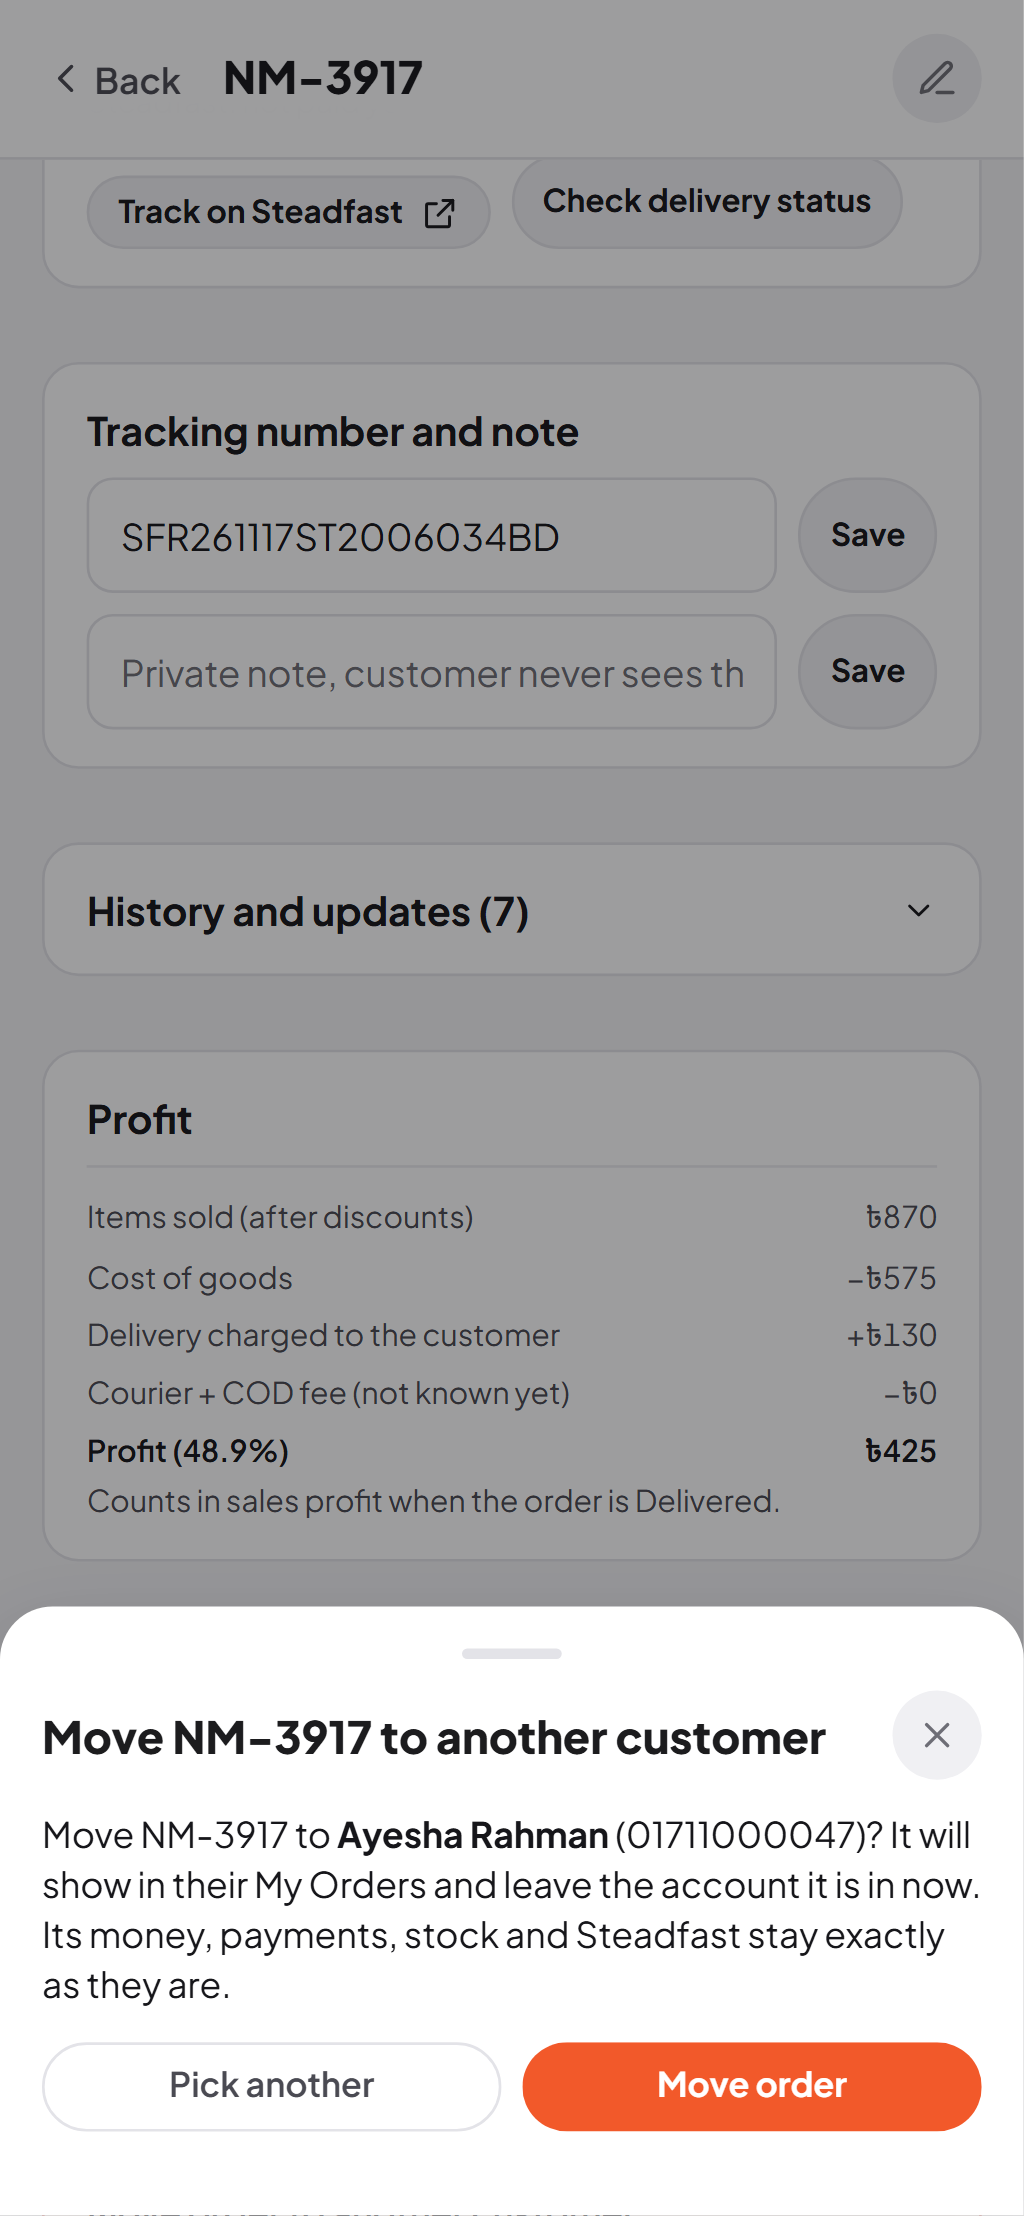 Back NM-3917
Track on Steadfast Check delivery status
Tracking number and note
SFR261117ST2006034BD Save
Private note, customer never sees th Save
History and updates (7)
Profit
Items sold (after discounts) ৳870
Cost of goods −৳575
Delivery charged to the customer +৳130
Courier + COD fee (not known yet) −৳0
Profit (48.9%) ৳425
Counts in sales profit when the order is Delivered.
Move NM-3917 to another customer
Move NM-3917 to Ayesha Rahman (01711000047)? It will
show in their My Orders and leave the account it is in now.
Its money, payments, stock and Steadfast stay exactly
as they are.
Pick another Move order